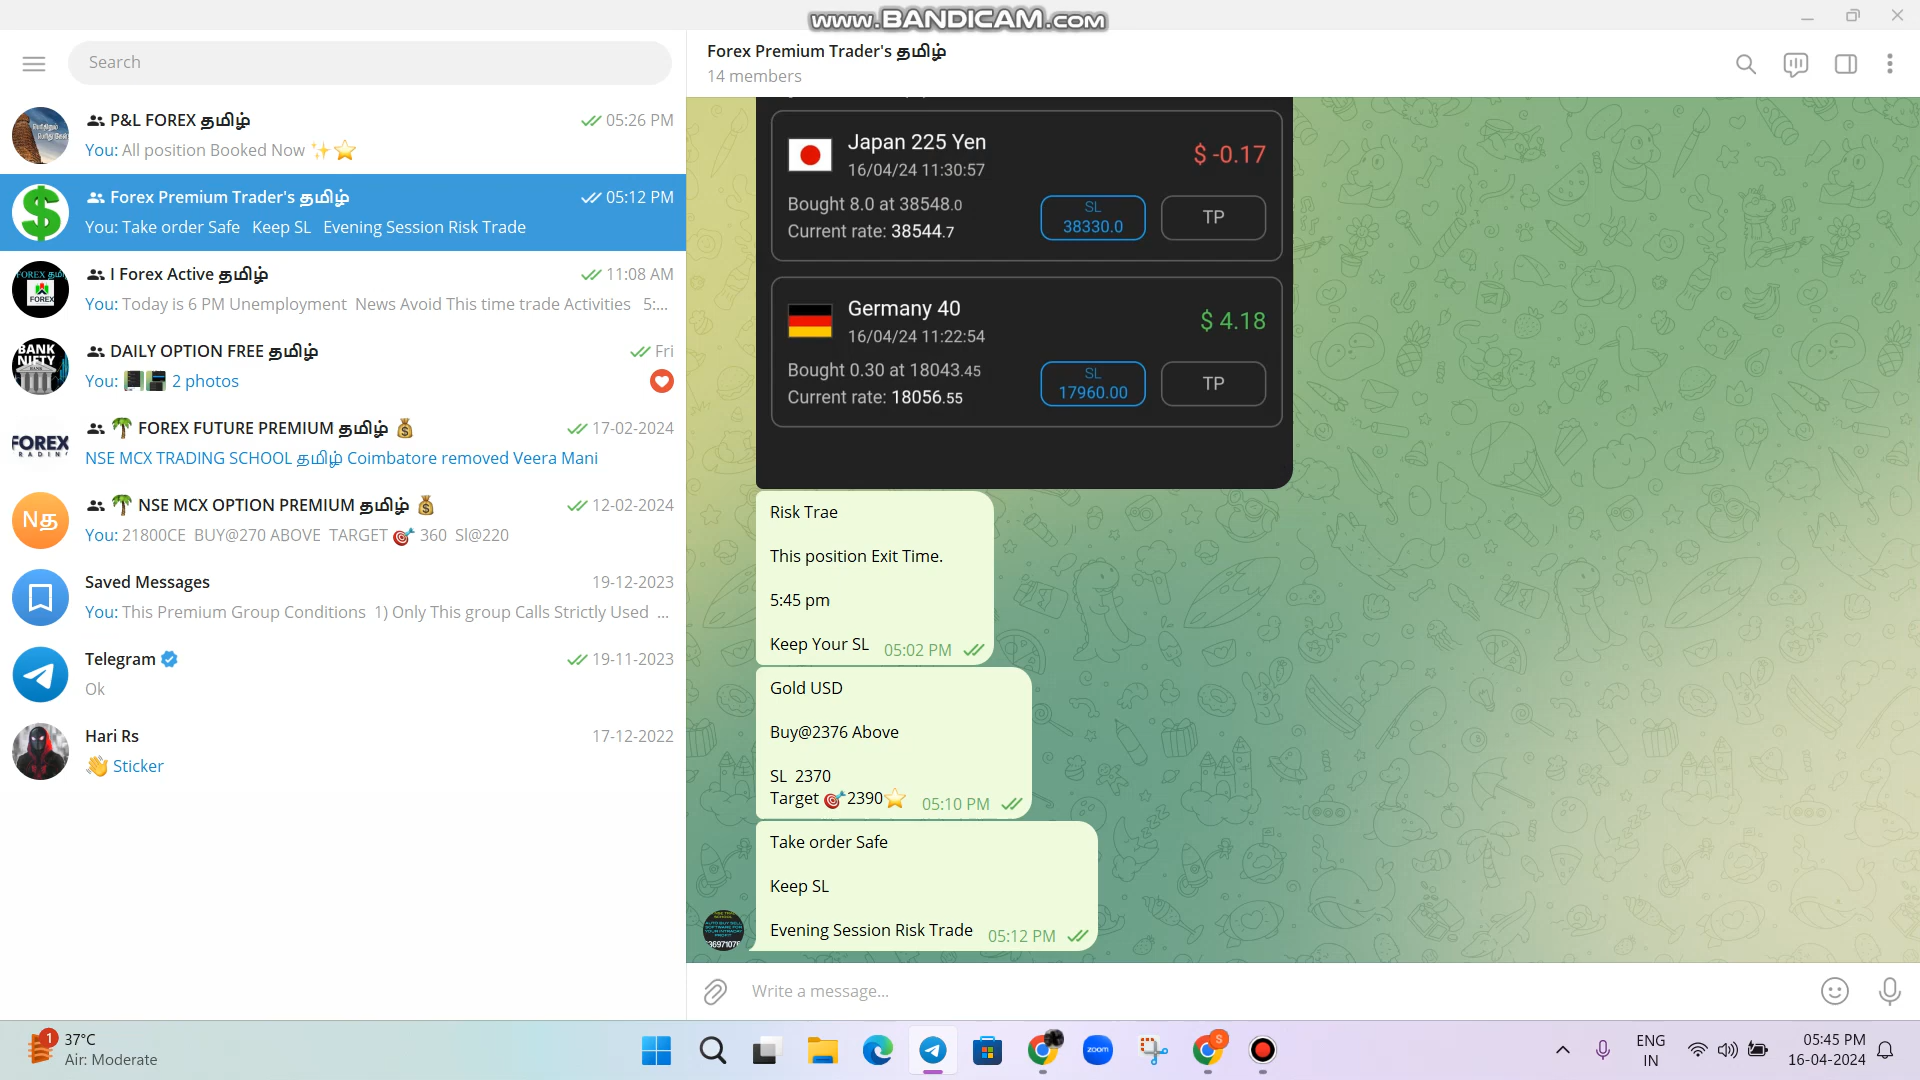 www.BANDICAM.com
Search
P&L FOREX தமிழ்
05:26 PM
You: All position Booked Now ✨⭐
Forex Premium Trader's தமிழ்
05:12 PM
You: Take order Safe Keep SL Evening Session Risk Trade
I Forex Active தமிழ்
11:08 AM
You: Today is 6 PM Unemployment News Avoid This time trade Activities 5:...
BANK
NIFTY
DAILY OPTION FREE தமிழ்
Fri
You: 2 photos
FOREX
🌴 FOREX FUTURE PREMIUM தமிழ் 💰
17-02-2024
NSE MCX TRADING SCHOOL தமிழ் Coimbatore removed Veera Mani
Nத
🌴 NSE MCX OPTION PREMIUM தமிழ் 💰
12-02-2024
You: 21800CE BUY@270 ABOVE TARGET 🎯 360 Sl@220
Saved Messages
19-12-2023
You: This Premium Group Conditions 1) Only This group Calls Strictly Used ...
Telegram
19-11-2023
Ok
Hari Rs
17-12-2022
👋 Sticker
Forex Premium Trader's தமிழ்
14 members
Japan 225 Yen
16/04/24 11:30:57
$ -0.17
Bought 8.0 at 38548.0
Current rate: 38544.7
SL
38330.0
TP
Germany 40
16/04/24 11:22:54
$ 4.18
Bought 0.30 at 18043.45
Current rate: 18056.55
SL
17960.00
TP
Risk Trae
This position Exit Time.
5:45 pm
Keep Your SL 05:02 PM
Gold USD
Buy@2376 Above
SL 2370
Target 🎯2390⭐ 05:10 PM
Take order Safe
Keep SL
Evening Session Risk Trade 05:12 PM
Write a message...
1
37°C
Air: Moderate
zoom
S
ENG
IN
05:45 PM
16-04-2024